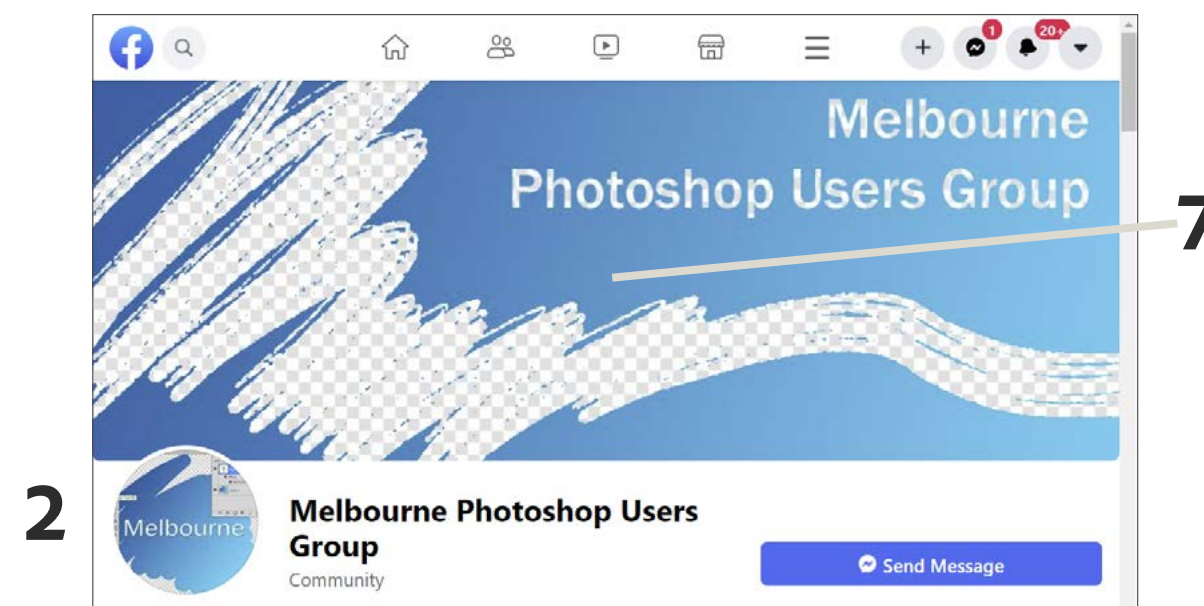 1
20+
Melbourne
Photoshop Users Group
7
2
Melbourne
Melbourne Photoshop Users
Group
Community
Send Message